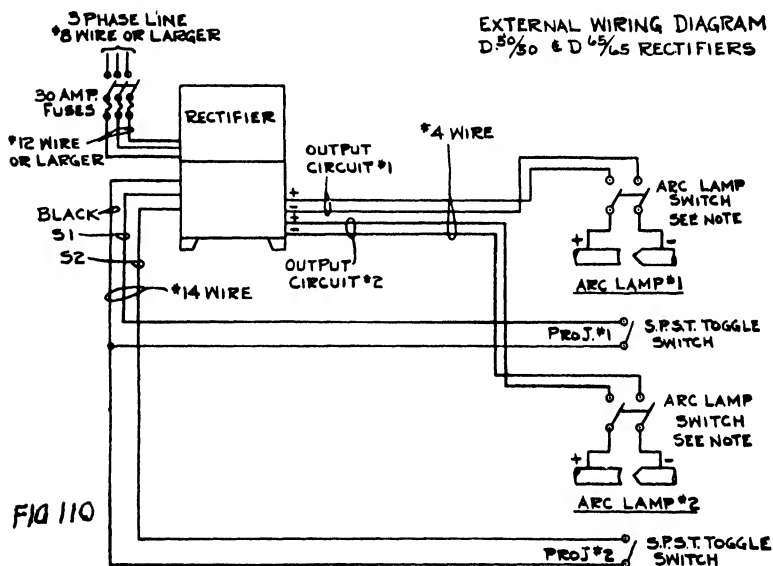 3 PHASE LINE
#8 WIRE OR LARGER
EXTERNAL WIRING DIAGRAM
D 50/50 & D 65/65 RECTIFIERS
30 AMP.
FUSES
RECTIFIER
#12 WIRE
OR LARGER
OUTPUT
CIRCUIT #1
#4 WIRE
+
-
+
-
BLACK
S1
S2
OUTPUT
CIRCUIT #2
#14 WIRE
ARC LAMP
SWITCH
SEE NOTE
+ -
ARC LAMP #1
PROJ. #1
S.P.S.T. TOGGLE
SWITCH
ARC LAMP
SWITCH
SEE NOTE
+ -
ARC LAMP #2
FIG 110
PROJ #2
S.P.S.T. TOGGLE
SWITCH